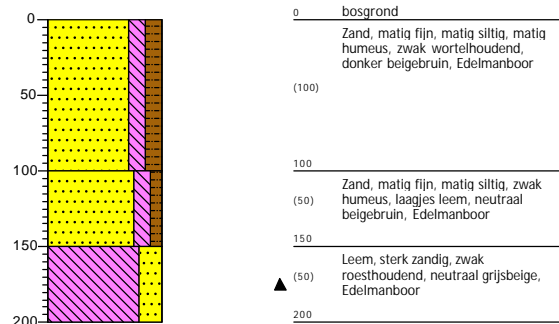 0
50
100
150
200
0 bosgrond
Zand, matig fijn, matig siltig, matig
humeus, zwak wortelhoudend,
donker beigebruin, Edelmanboor
(100)
100
Zand, matig fijn, matig siltig, zwak
humeus, laagjes leem, neutraal
beigebruin, Edelmanboor
(50)
150
Leem, sterk zandig, zwak
roesthoudend, neutraal grijsbeige,
Edelmanboor
(50)
200